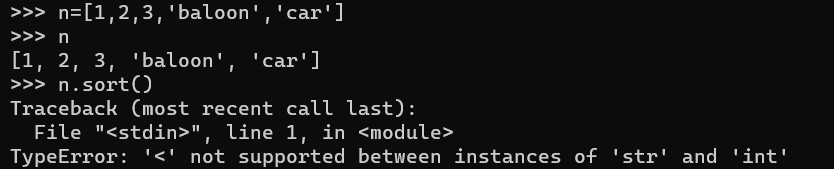 >>> n=[1,2,3,'baloon','car']
>>> n
[1, 2, 3, 'baloon', 'car']
>>> n.sort()
Traceback (most recent call last):
  File "<stdin>", line 1, in <module>
TypeError: '<' not supported between instances of 'str' and 'int'